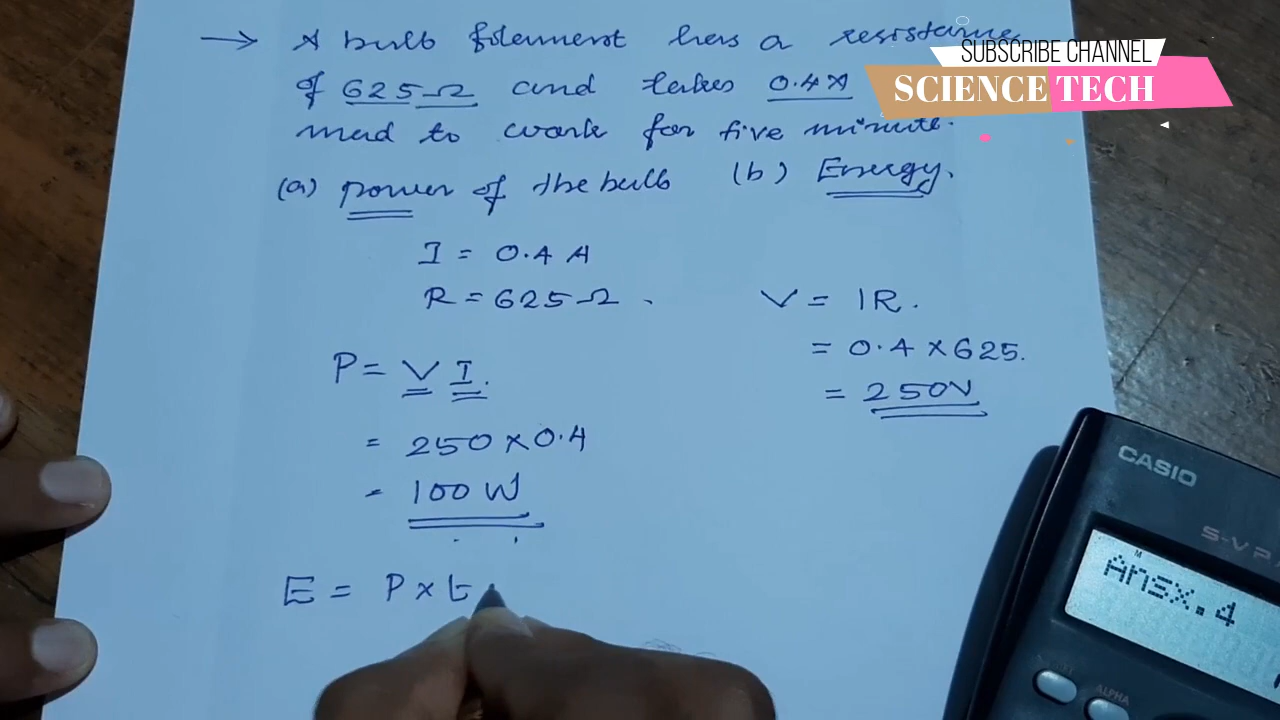 → A bulb filament has a resistance
of 625Ω and takes 0.4A
and to work for five minute.
(a) power of the bulb (b) Energy.
I = 0.4 A
R = 625Ω.
V = IR.
= 0.4 × 625.
= 250V
P = V I.
= 250 × 0.4
= 100 W
E = P × t
SUBSCRIBE CHANNEL
SCIENCE TECH
CASIO
S-V.P.
M
Ans×.4
ALPHA